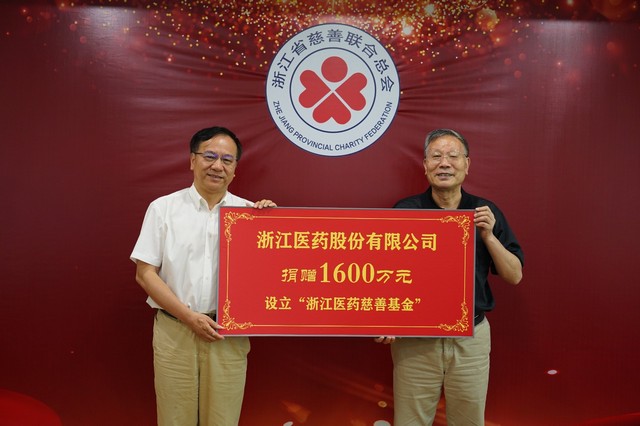 浙江省慈善联合总会
ZHE JIANG PROVINCIAL CHARITY FEDERATION
浙江医药股份有限公司
捐赠1600万元
设立“浙江医药慈善基金”